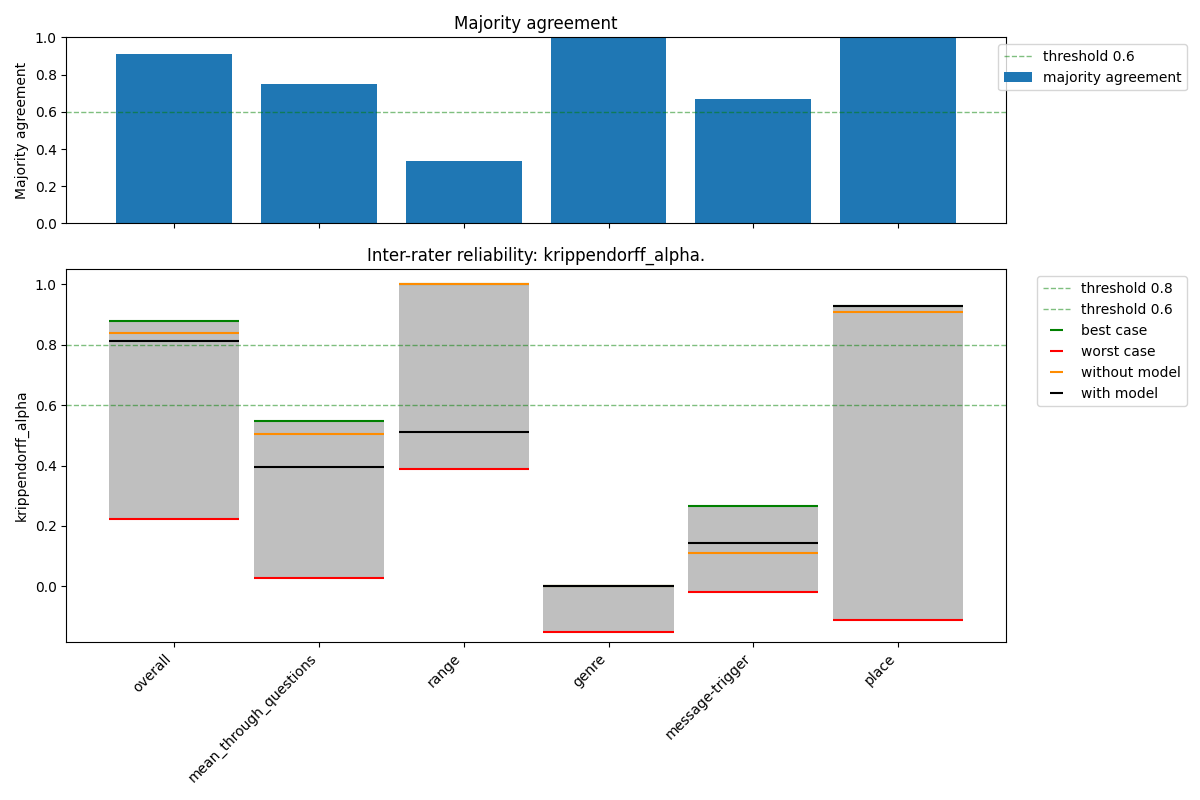 Majority agreement
Majority agreement
1.0
0.8
0.6
0.4
0.2
0.0
threshold 0.6
majority agreement
Inter-rater reliability: krippendorff_alpha.
krippendorff_alpha
1.0
0.8
0.6
0.4
0.2
0.0
threshold 0.8
threshold 0.6
best case
worst case
without model
with model
overall
mean_through_questions
range
genre
message-trigger
place